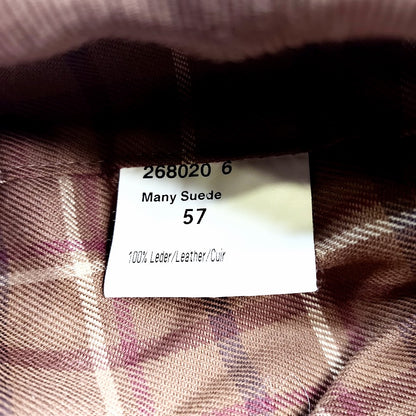 268020 6
Many Suede
57
100% Leder/Leather/Cuir